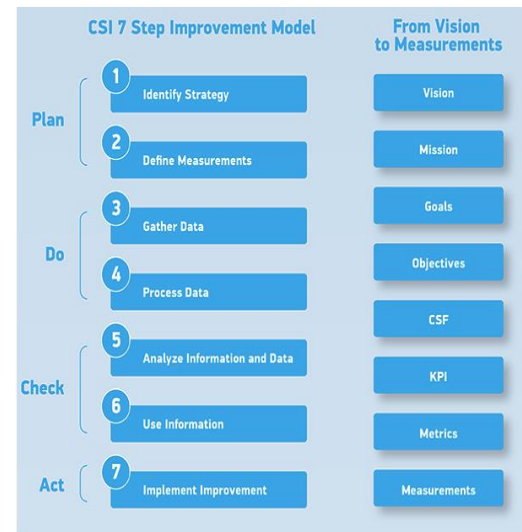 CSI 7 Step Improvement Model
Plan
1
Identify Strategy
2
Define Measurements
Do
3
Gather Data
4
Process Data
Check
5
Analyze Information and Data
6
Use Information
Act
7
Implement Improvement
From Vision
to Measurements
Vision
Mission
Goals
Objectives
CSF
KPI
Metrics
Measurements